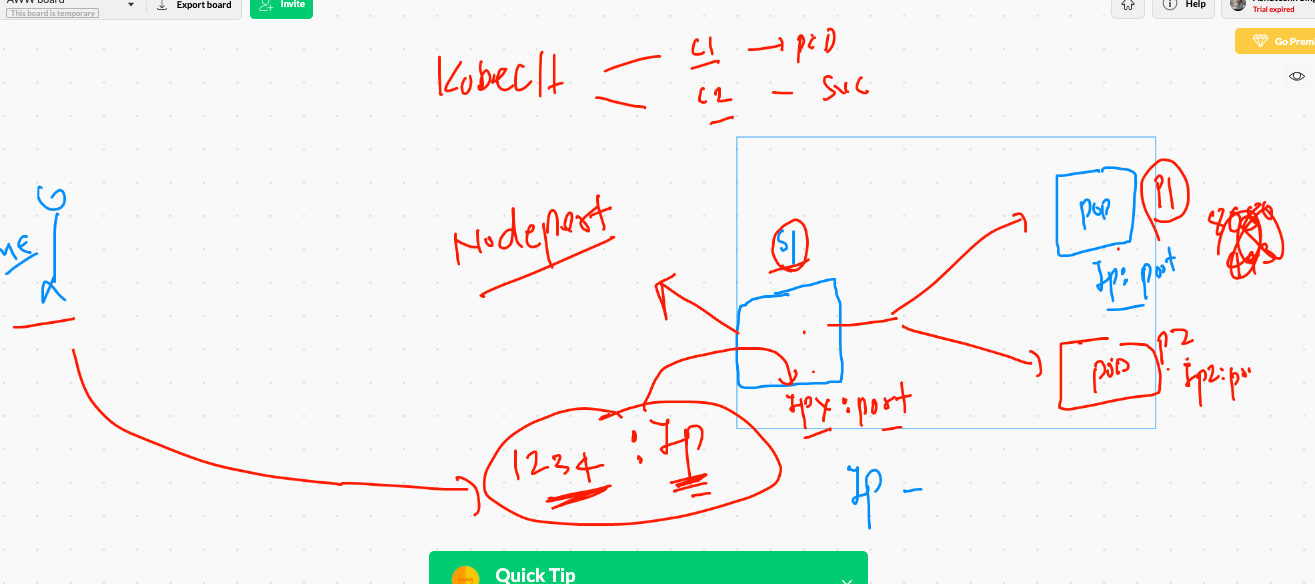 AWW board
This board is temporary
Export board
Invite
Help
Trial expired
Go Prem
Kubectl
C1 → POD
C2 - SVC
ME
Nodeport
S1
POD
P1
IP: port
POD
P2
IP2:po
IPX : port
1234 : IP
IP -
Quick Tip